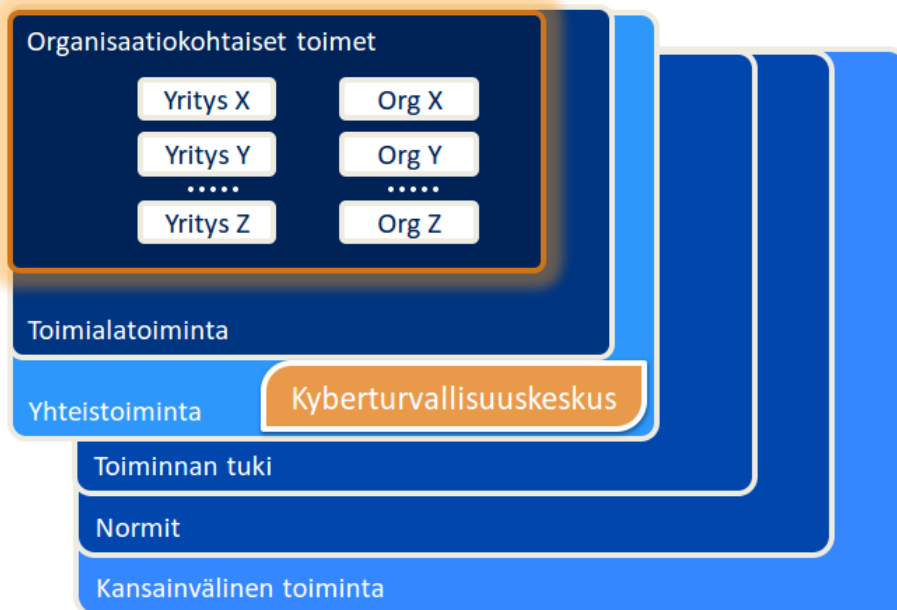 Organisaatiokohtaiset toimet
Yritys X
Org X
Yritys Y
Org Y
.....
.....
Yritys Z
Org Z
Toimialatoiminta
Kyberturvallisuuskeskus
Yhteistoiminta
Toiminnan tuki
Normit
Kansainvälinen toiminta